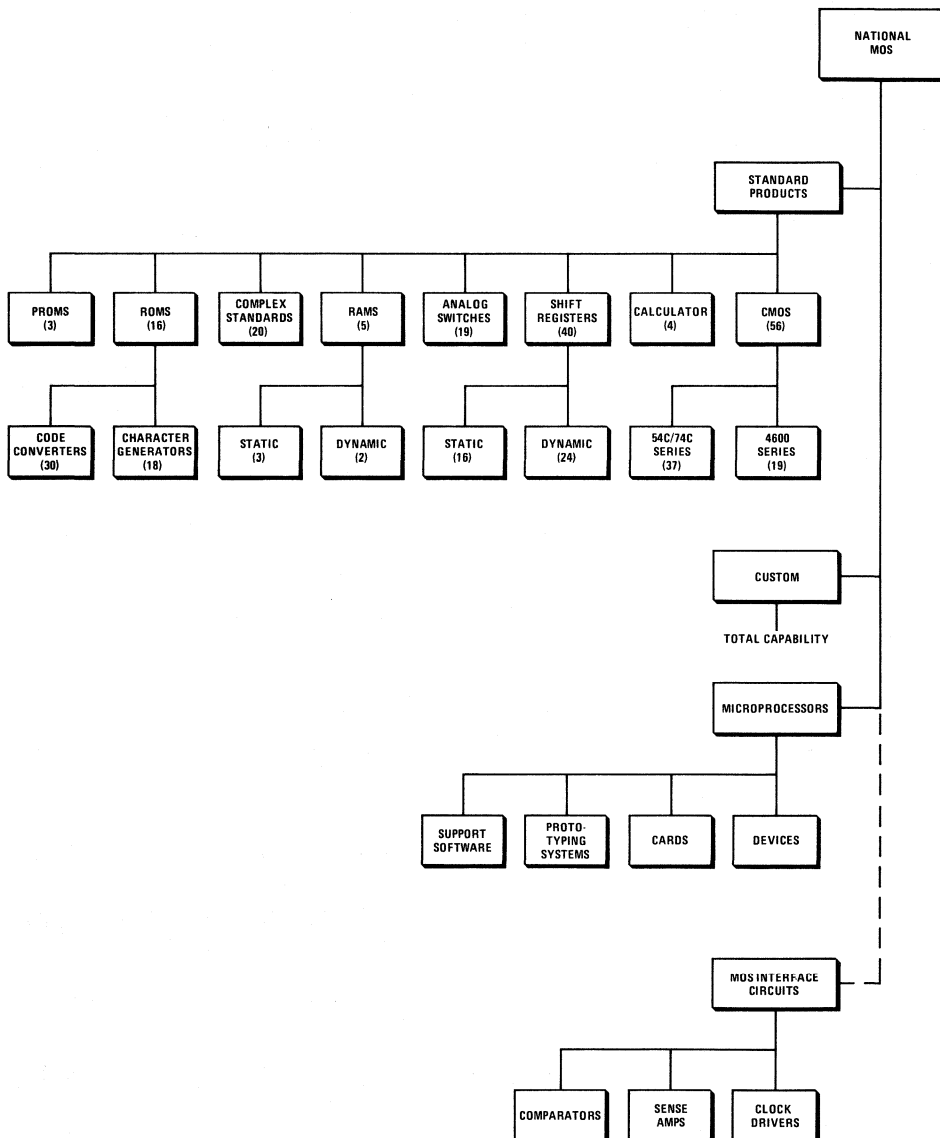 NATIONAL
MOS
STANDARD
PRODUCTS
PROMS
(3)
ROMS
(16)
COMPLEX
STANDARDS
(20)
RAMS
(5)
ANALOG
SWITCHES
(19)
SHIFT
REGISTERS
(40)
CALCULATOR
(4)
CMOS
(56)
CODE
CONVERTERS
(30)
CHARACTER
GENERATORS
(18)
STATIC
(3)
DYNAMIC
(2)
STATIC
(16)
DYNAMIC
(24)
54C/74C
SERIES
(37)
4600
SERIES
(19)
CUSTOM
TOTAL CAPABILITY
MICROPROCESSORS
SUPPORT
SOFTWARE
PROTO-
TYPING
SYSTEMS
CARDS
DEVICES
MOS INTERFACE
CIRCUITS
COMPARATORS
SENSE
AMPS
CLOCK
DRIVERS